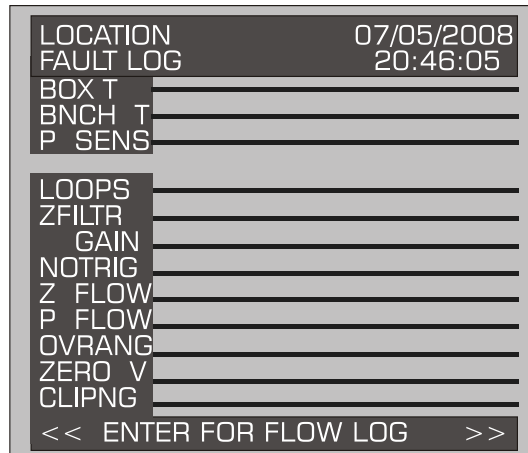 LOCATION 07/05/2008
FAULT LOG 20:46:05
BOX T
BNCH T
P SENS
LOOPS
ZFILTR
GAIN
NOTRIG
Z FLOW
P FLOW
OVRANG
ZERO V
CLIPNG
<< ENTER FOR FLOW LOG >>